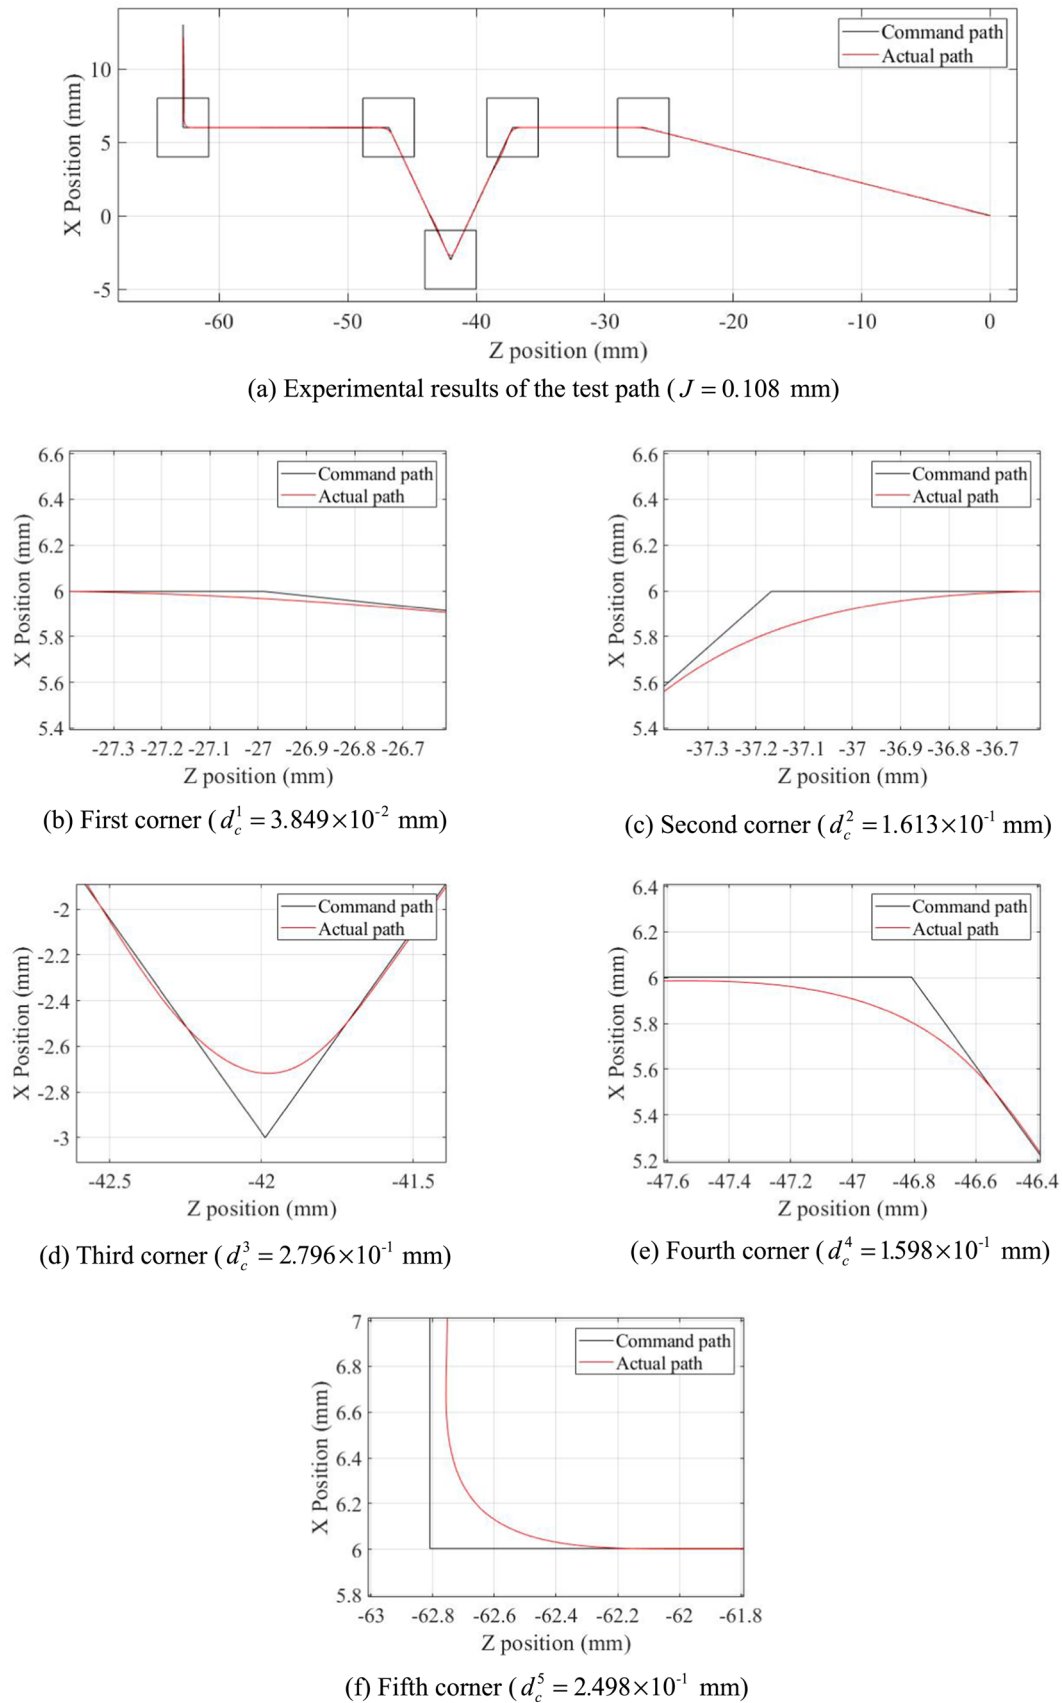 Command path
Actual path
10
5
0
-5
X Position (mm)
-60 -50 -40 -30 -20 -10 0
Z position (mm)
(a) Experimental results of the test path ( J = 0.108 mm)
6.6
6.4
6.2
6
5.8
5.6
5.4
X Position (mm)
Command path
Actual path
-27.3 -27.2 -27.1 -27 -26.9 -26.8 -26.7
Z position (mm)
(b) First corner ( d_c^1 = 3.849×10^-2 mm)
6.6
6.4
6.2
6
5.8
5.6
5.4
X Position (mm)
Command path
Actual path
-37.3 -37.2 -37.1 -37 -36.9 -36.8 -36.7
Z position (mm)
(c) Second corner ( d_c^2 = 1.613×10^-1 mm)
-2
-2.2
-2.4
-2.6
-2.8
-3
X Position (mm)
Command path
Actual path
-42.5 -42 -41.5
Z position (mm)
(d) Third corner ( d_c^3 = 2.796×10^-1 mm)
6.4
6.2
6
5.8
5.6
5.4
5.2
X Position (mm)
Command path
Actual path
-47.6 -47.4 -47.2 -47 -46.8 -46.6 -46.4
Z position (mm)
(e) Fourth corner ( d_c^4 = 1.598×10^-1 mm)
7
6.8
6.6
6.4
6.2
6
5.8
X Position (mm)
Command path
Actual path
-63 -62.8 -62.6 -62.4 -62.2 -62 -61.8
Z position (mm)
(f) Fifth corner ( d_c^5 = 2.498×10^-1 mm)